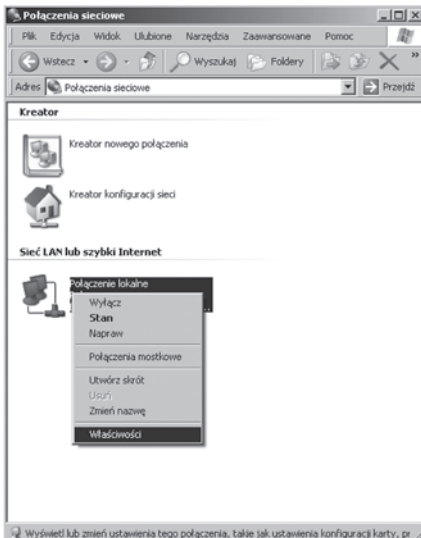 Połączenia sieciowe
Plik Edycja Widok Ulubione Narzędzia Zaawansowane Pomoc
Wstecz Wyszukaj Foldery »
Adres Połączenia sieciowe Przejdź
Kreator
Kreator nowego połączenia
Kreator konfiguracji sieci
Sieć LAN lub szybki Internet
Połączenie lokalne
Wyłącz
Stan
Napraw
Połączenia mostkowe
Utwórz skrót
Usuń
Zmień nazwę
Właściwości
Wyświetl lub zmień ustawienia tego połączenia, takie jak ustawienia konfiguracji karty, pr